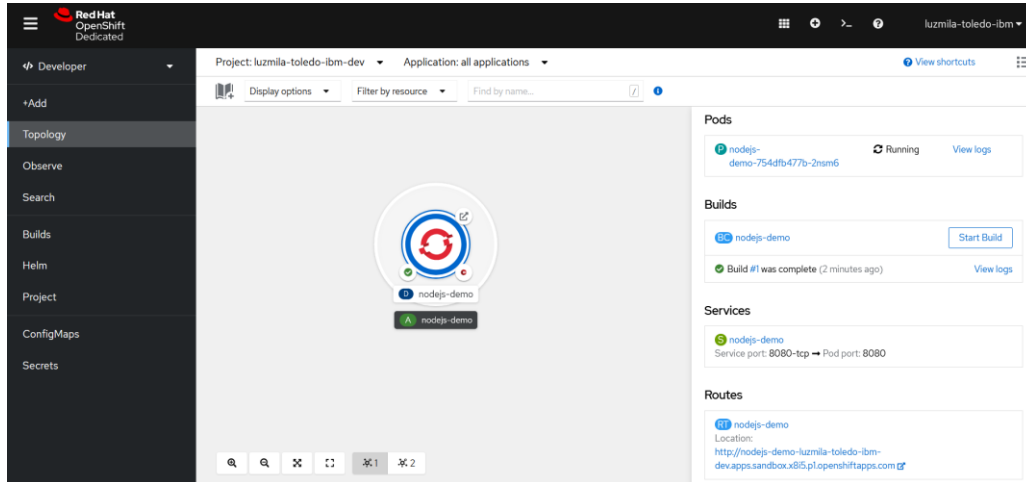 Red Hat
OpenShift
Dedicated
luzmila-toledo-ibm
Developer
Project: luzmila-toledo-ibm-dev
Application: all applications
View shortcuts
+Add
Display options
Filter by resource
Find by name...
/
Topology
Observe
Search
Builds
Helm
Project
ConfigMaps
Secrets
D nodejs-demo
A nodejs-demo
1
2
Pods
P nodejs-
demo-754dfb477b-2nsm6
Running
View logs
Builds
BC nodejs-demo
Start Build
Build #1 was complete (2 minutes ago)
View logs
Services
S nodejs-demo
Service port: 8080-tcp → Pod port: 8080
Routes
RT nodejs-demo
Location:
http://nodejs-demo-luzmila-toledo-ibm-
dev.apps.sandbox.x8i5.p1.openshiftapps.com